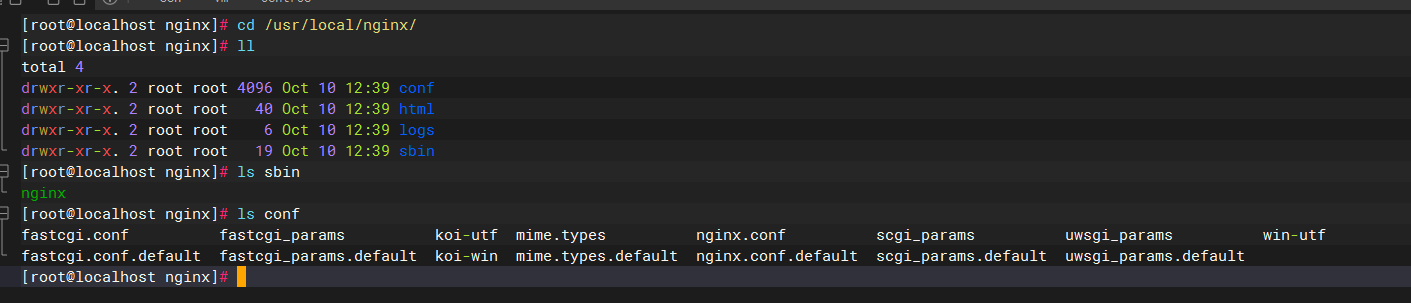 [root@localhost nginx]# cd /usr/local/nginx/
[root@localhost nginx]# ll
total 4
drwxr-xr-x. 2 root root 4096 Oct 10 12:39 conf
drwxr-xr-x. 2 root root   40 Oct 10 12:39 html
drwxr-xr-x. 2 root root    6 Oct 10 12:39 logs
drwxr-xr-x. 2 root root   19 Oct 10 12:39 sbin
[root@localhost nginx]# ls sbin
nginx
[root@localhost nginx]# ls conf
fastcgi.conf          fastcgi_params          koi-utf  mime.types          nginx.conf          scgi_params          uwsgi_params          win-utf
fastcgi.conf.default  fastcgi_params.default  koi-win  mime.types.default  nginx.conf.default  scgi_params.default  uwsgi_params.default
[root@localhost nginx]#